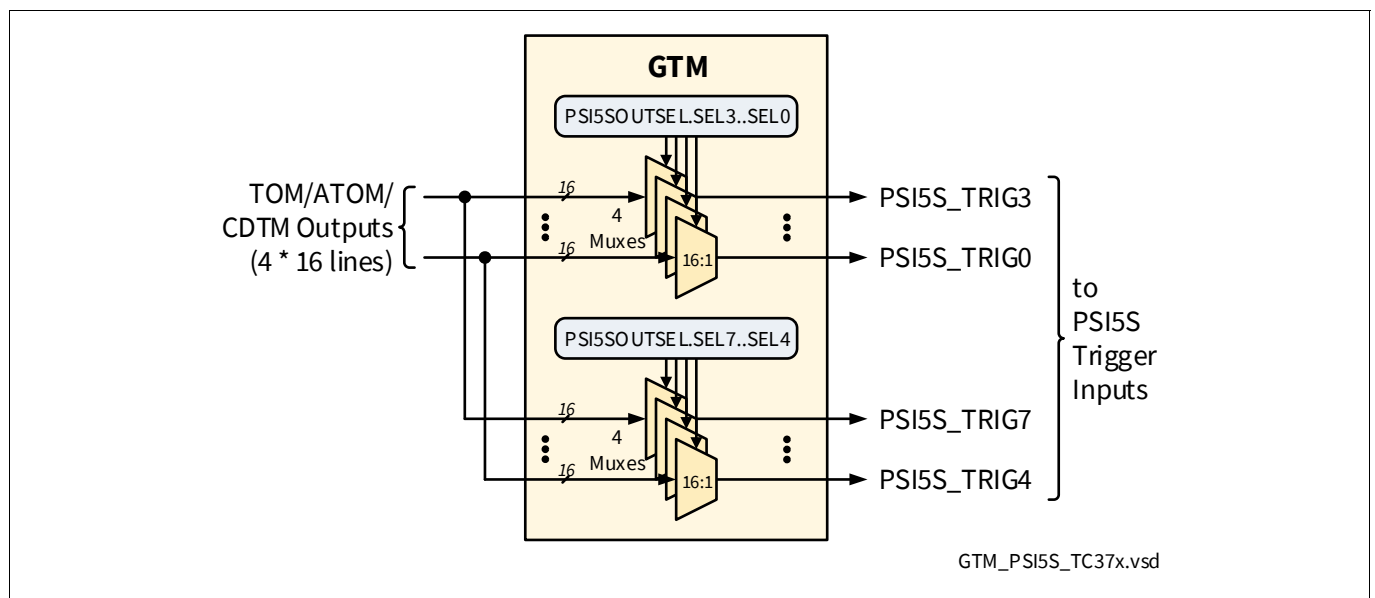 GTM
PSI5SOUTSEL.SEL3..SEL0
TOM/ATOM/
CDTM Outputs
(4 * 16 lines)
16
4
Muxes
16
16:1
PSI5S_TRIG3
PSI5S_TRIG0
PSI5SOUTSEL.SEL7..SEL4
16
4
Muxes
16
16:1
PSI5S_TRIG7
PSI5S_TRIG4
to
PSI5S
Trigger
Inputs
GTM_PSI5S_TC37x.vsd